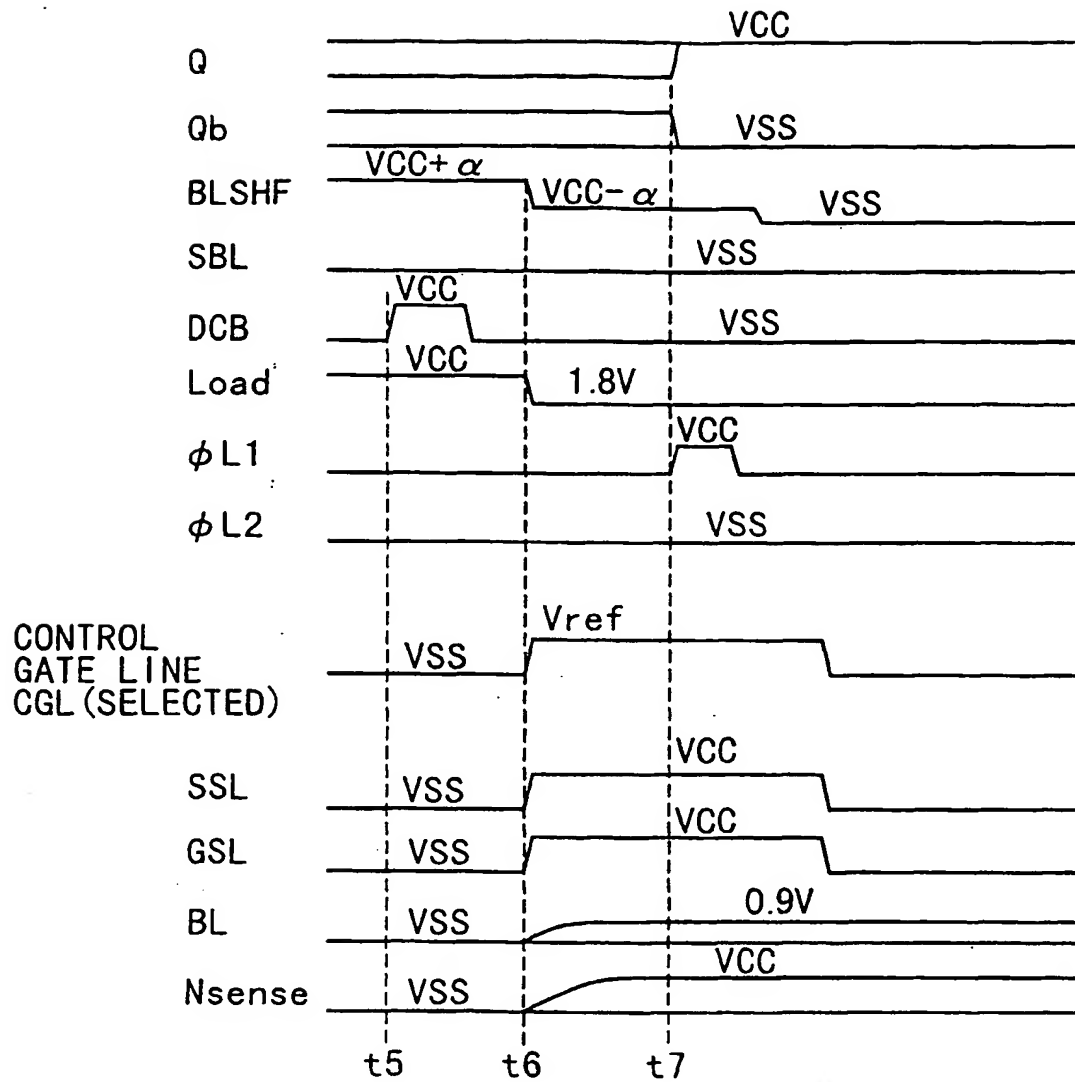 VCC
Q
Qb VSS
VCC+α
BLSHF VCC-α VSS
SBL VSS
VCC
DCB VSS
VCC
Load 1.8V
VCC
φL1
φL2 VSS
Vref
CONTROL
GATE LINE VSS
CGL(SELECTED)
VCC
SSL VSS
VCC
GSL VSS
0.9V
BL VSS
VCC
Nsense VSS
t5 t6 t7